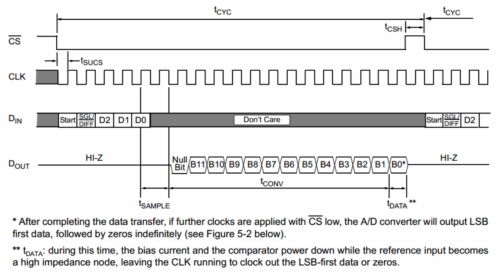 tCYC tCYC
tCSH
CS
tSUCS
CLK
DIN Start SGL/DIFF D2 D1 D0 Don't Care Start SGL/DIFF D2
DOUT HI-Z Null Bit B11 B10 B9 B8 B7 B6 B5 B4 B3 B2 B1 B0* HI-Z
tSAMPLE tCONV tDATA**
* After completing the data transfer, if further clocks are applied with CS low, the A/D converter will output LSB
first data, followed by zeros indefinitely (see Figure 5-2 below).
** tDATA: during this time, the bias current and the comparator power down while the reference input becomes
a high impedance node, leaving the CLK running to clock out the LSB-first data or zeros.